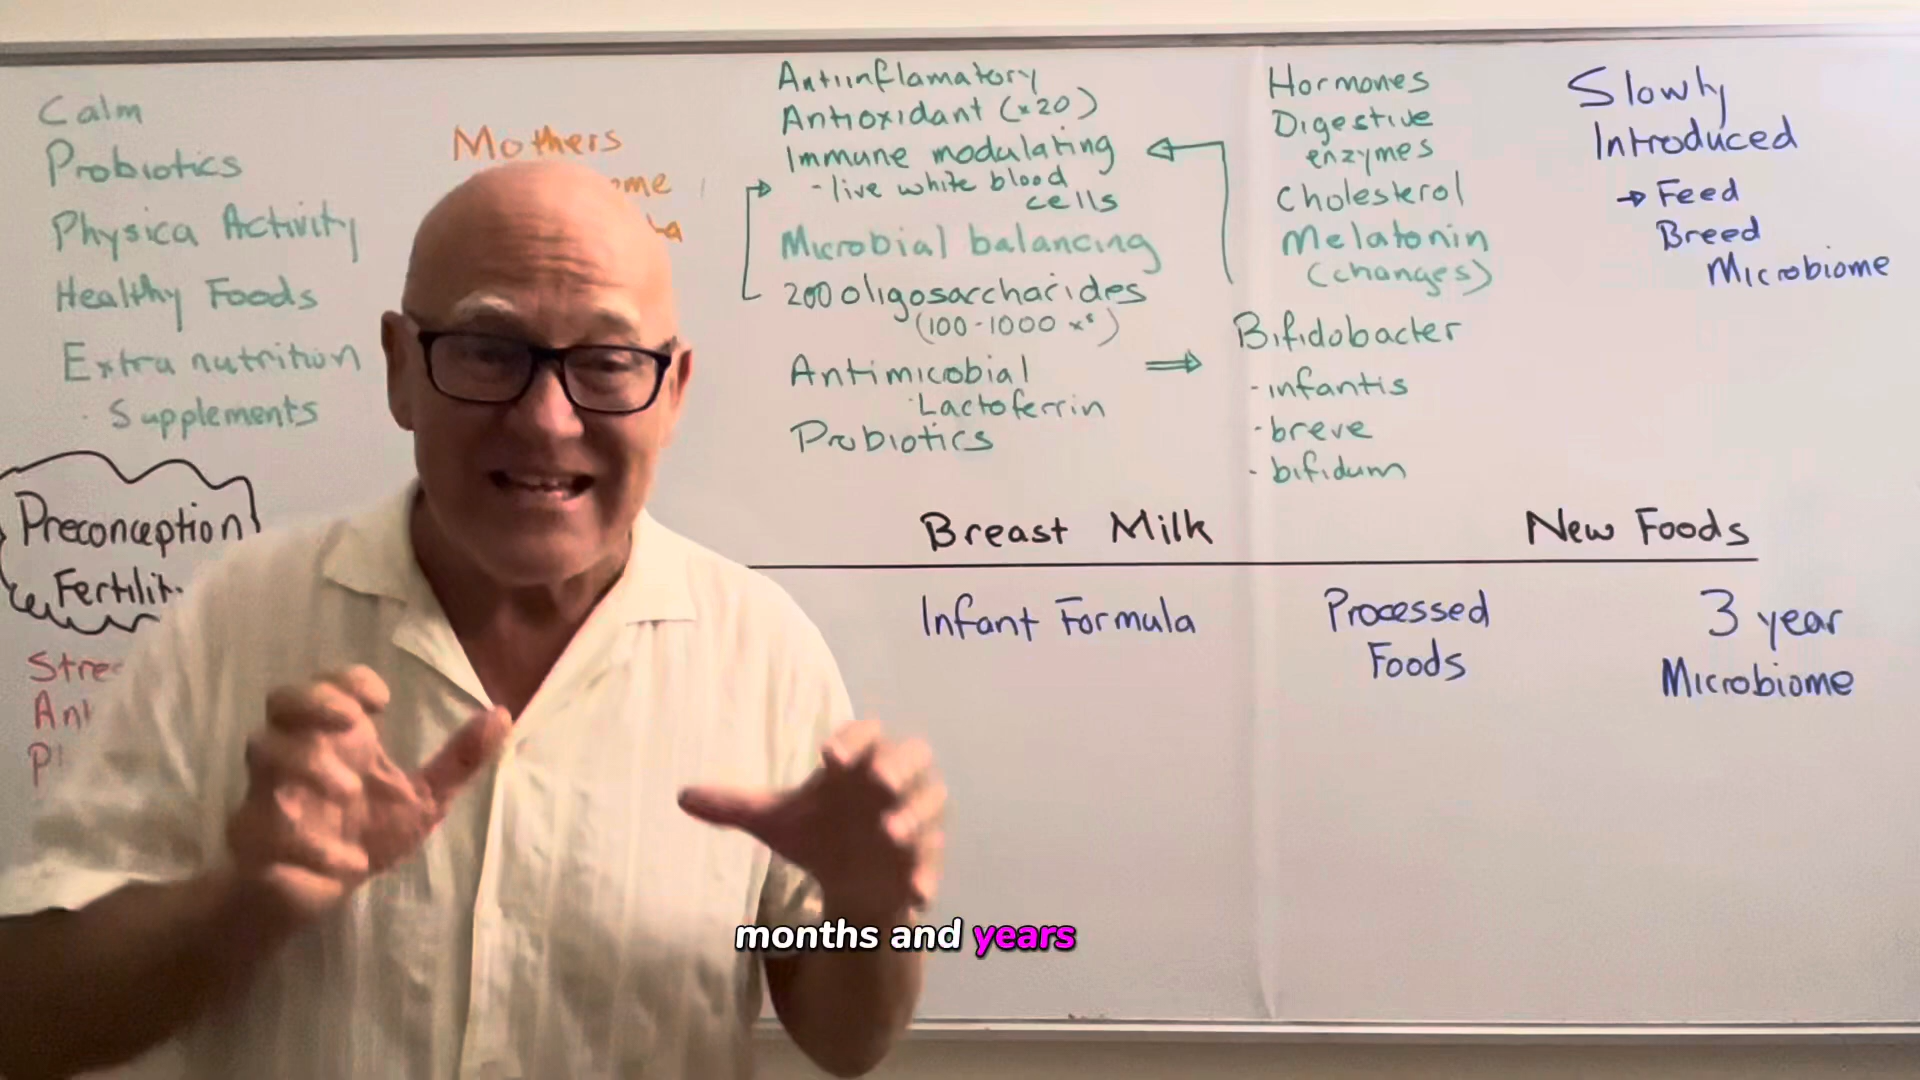 Calm
Probiotics
Physica Activity
Healthy Foods
Extra nutrition
- Supplements
Preconception
Mothers
Antiinflamatory
Antioxidant (x20)
Immune modulating
- live white blood
cells
Microbial balancing
200 oligosaccharides
(100-1000 x's)
Antimicobial
Lactoferrin
Probiotics
Hormones
Digestive
enzymes
Cholesterol
Melatonin
(changes)
Bifidobacter
- infantis
- breve
- bifidum
Slowly
Introduced
→ Feed
Breed
Microbiome
Breast Milk
New Foods
Infant Formula
Processed
Foods
3 year
Microbiome
months and years